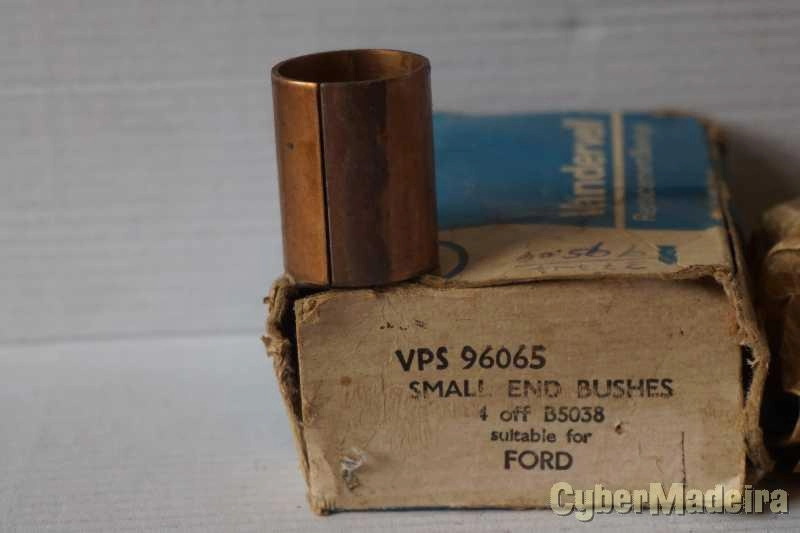 Vandervell
VPS 96065
SMALL END BUSHES
4 off B5038
suitable for
FORD
CyberMadeira